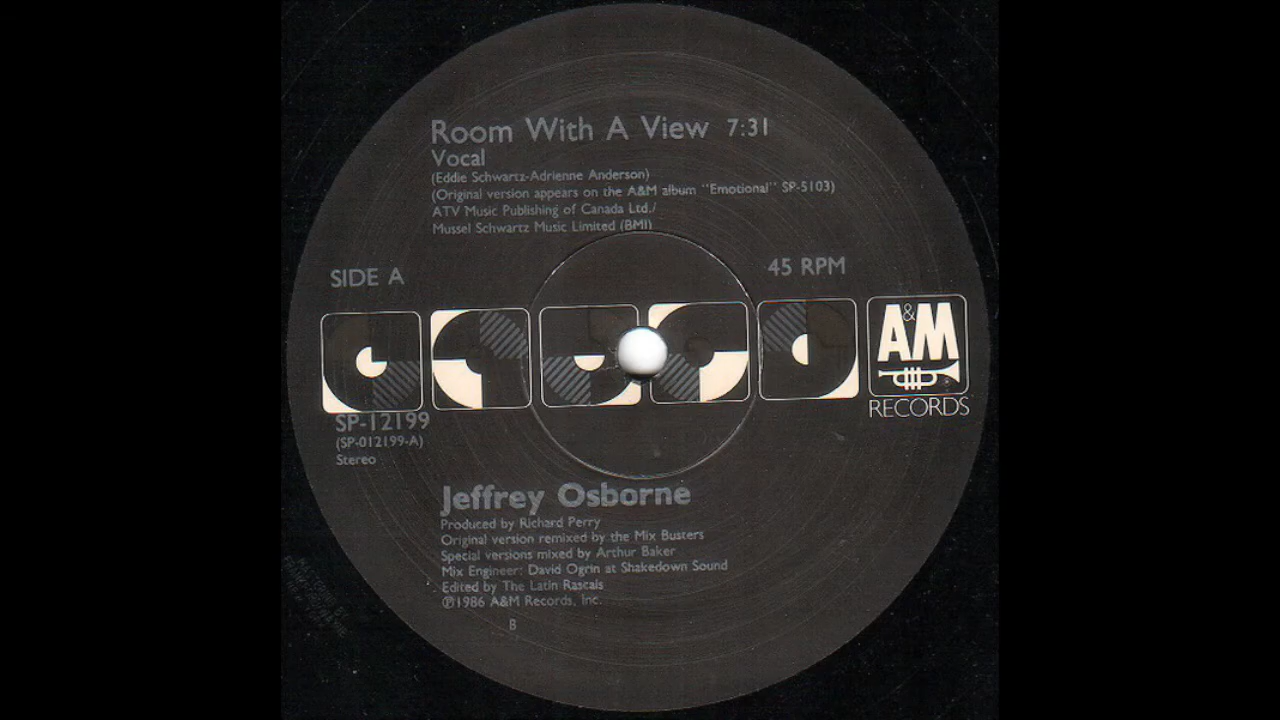 Room With A View 7:31
Vocal
(Eddie Schwartz-Adrienne Anderson)
(Original version appears on the A&M album "Emotional" SP-5103)
ATV Music Publishing of Canada Ltd./
Mussel Schwartz Music Limited (BMI)
SIDE A
45 RPM
A&M
RECORDS
SP-12199
(SP-012199-A)
Stereo
Jeffrey Osborne
Produced by Richard Perry
Original version remixed by the Mix Busters
Special versions mixed by Arthur Baker
Mix Engineer: David Ogrin at Shakedown Sound
Edited by The Latin Rascals
℗1986 A&M Records, Inc.
B